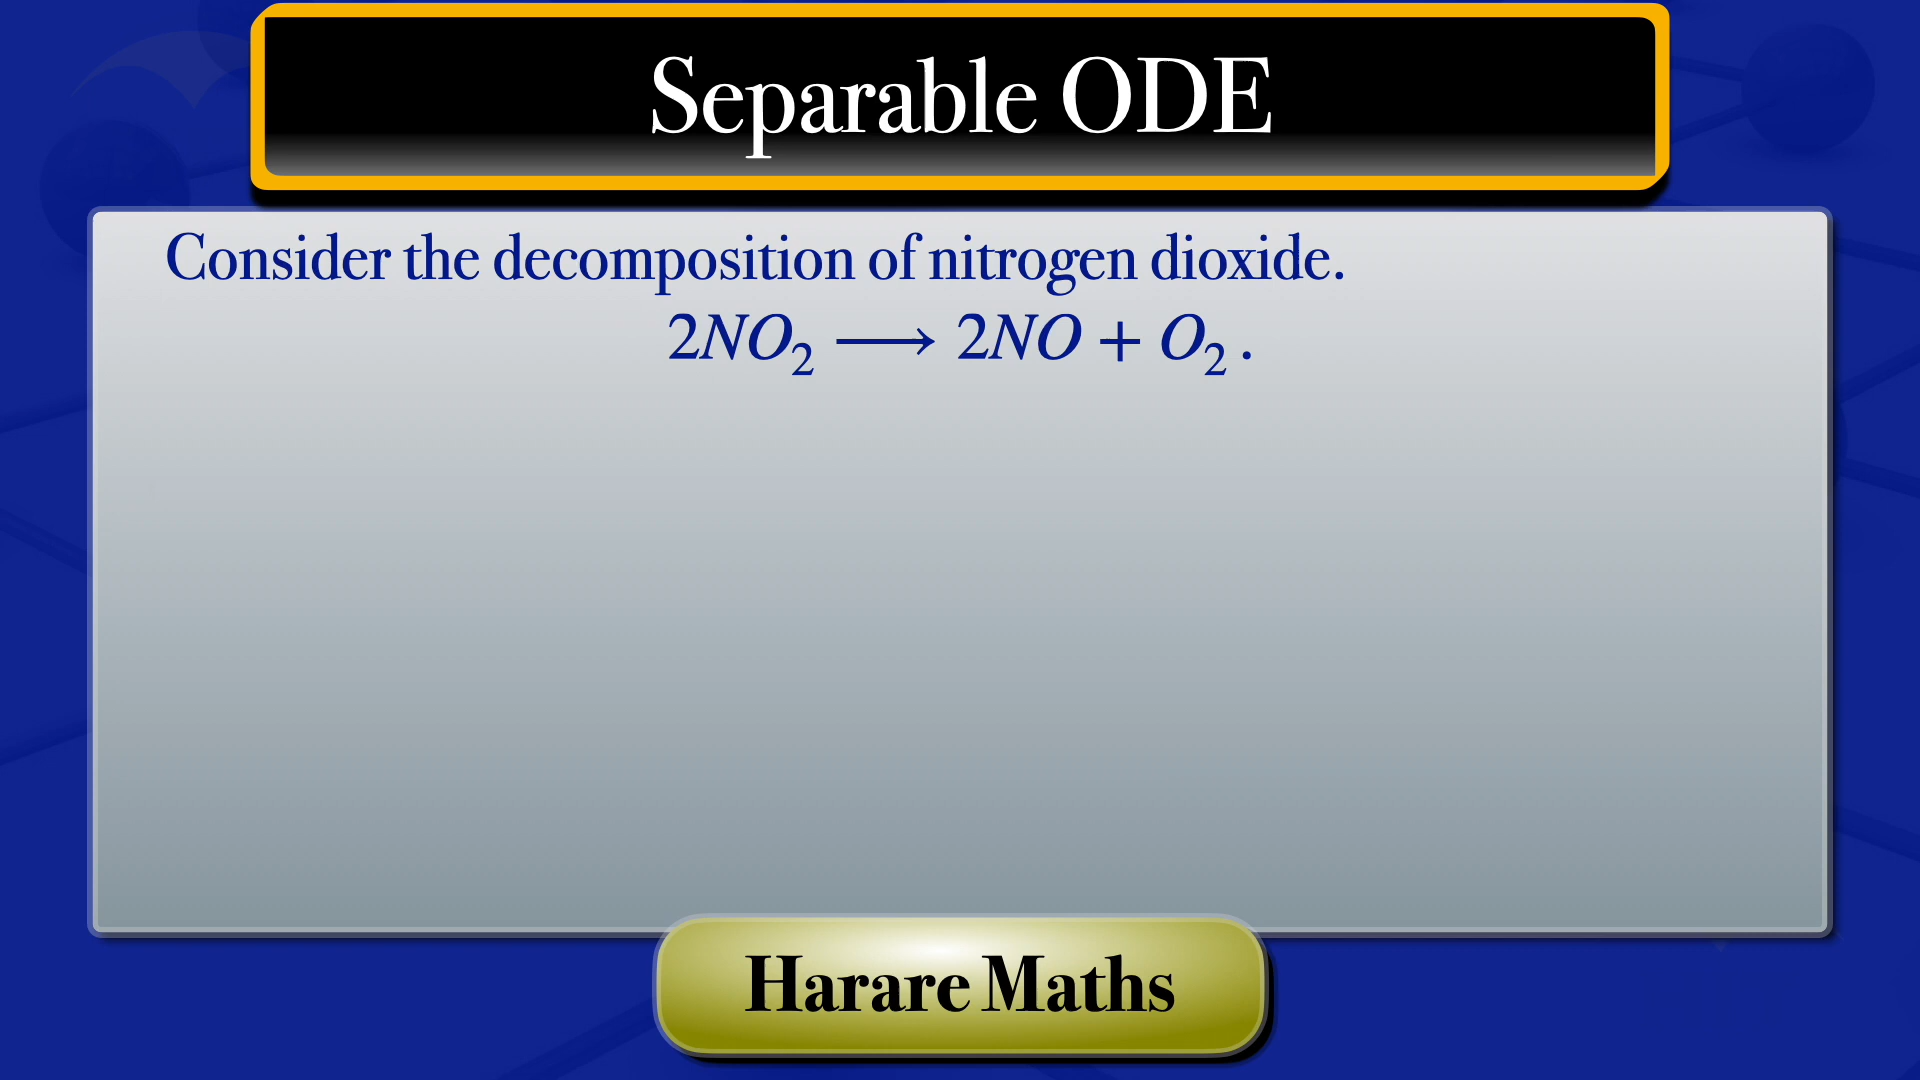 Separable ODE
Consider the decomposition of nitrogen dioxide.
2NO₂ ⟶ 2NO + O₂ .
Harare Maths